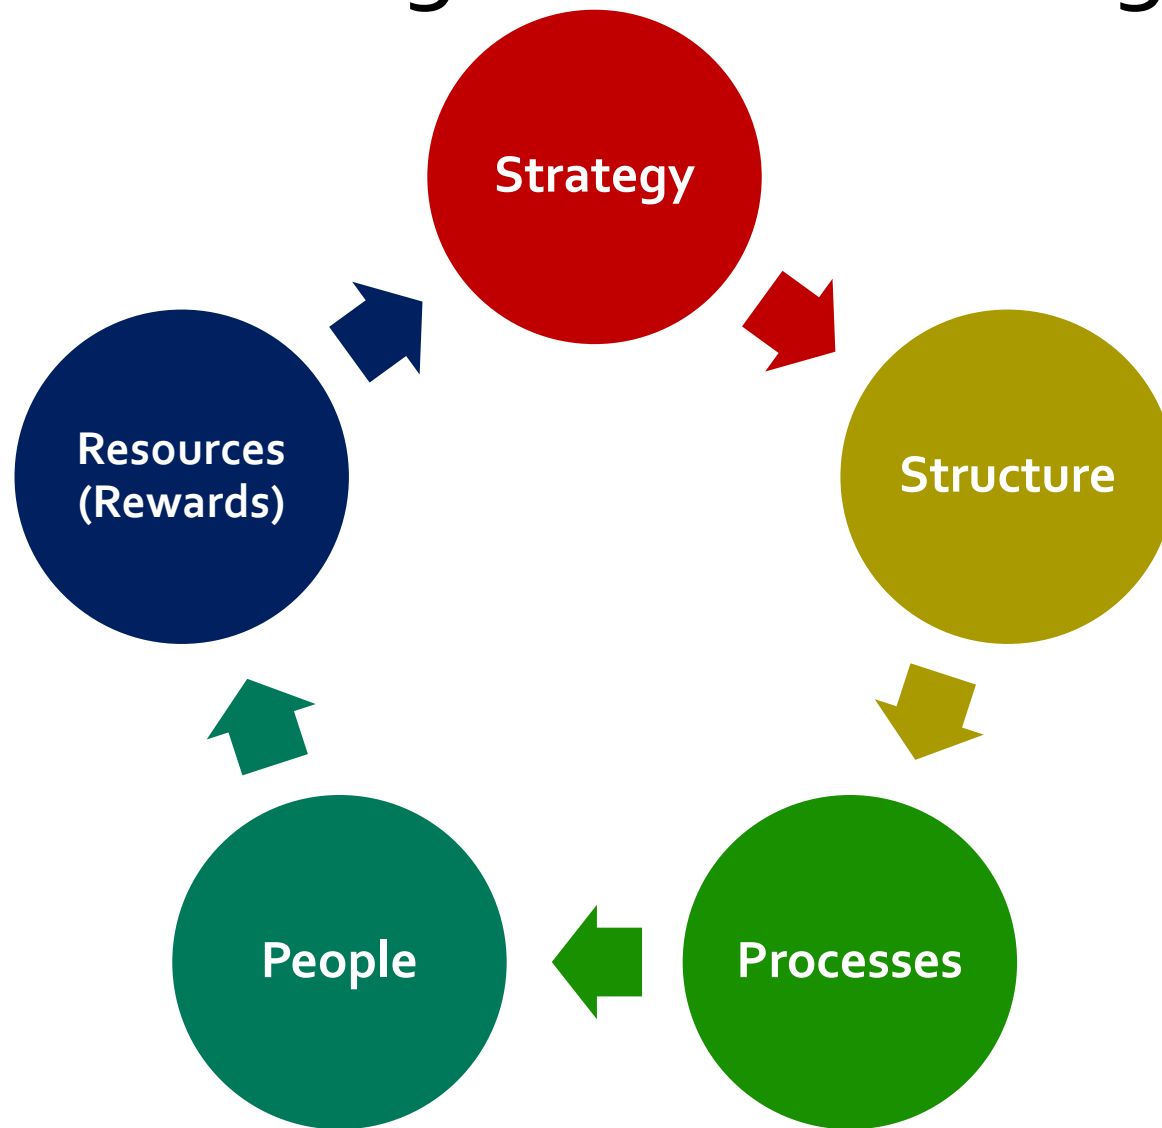 Strategy
Structure
Processes
People
Resources
(Rewards)